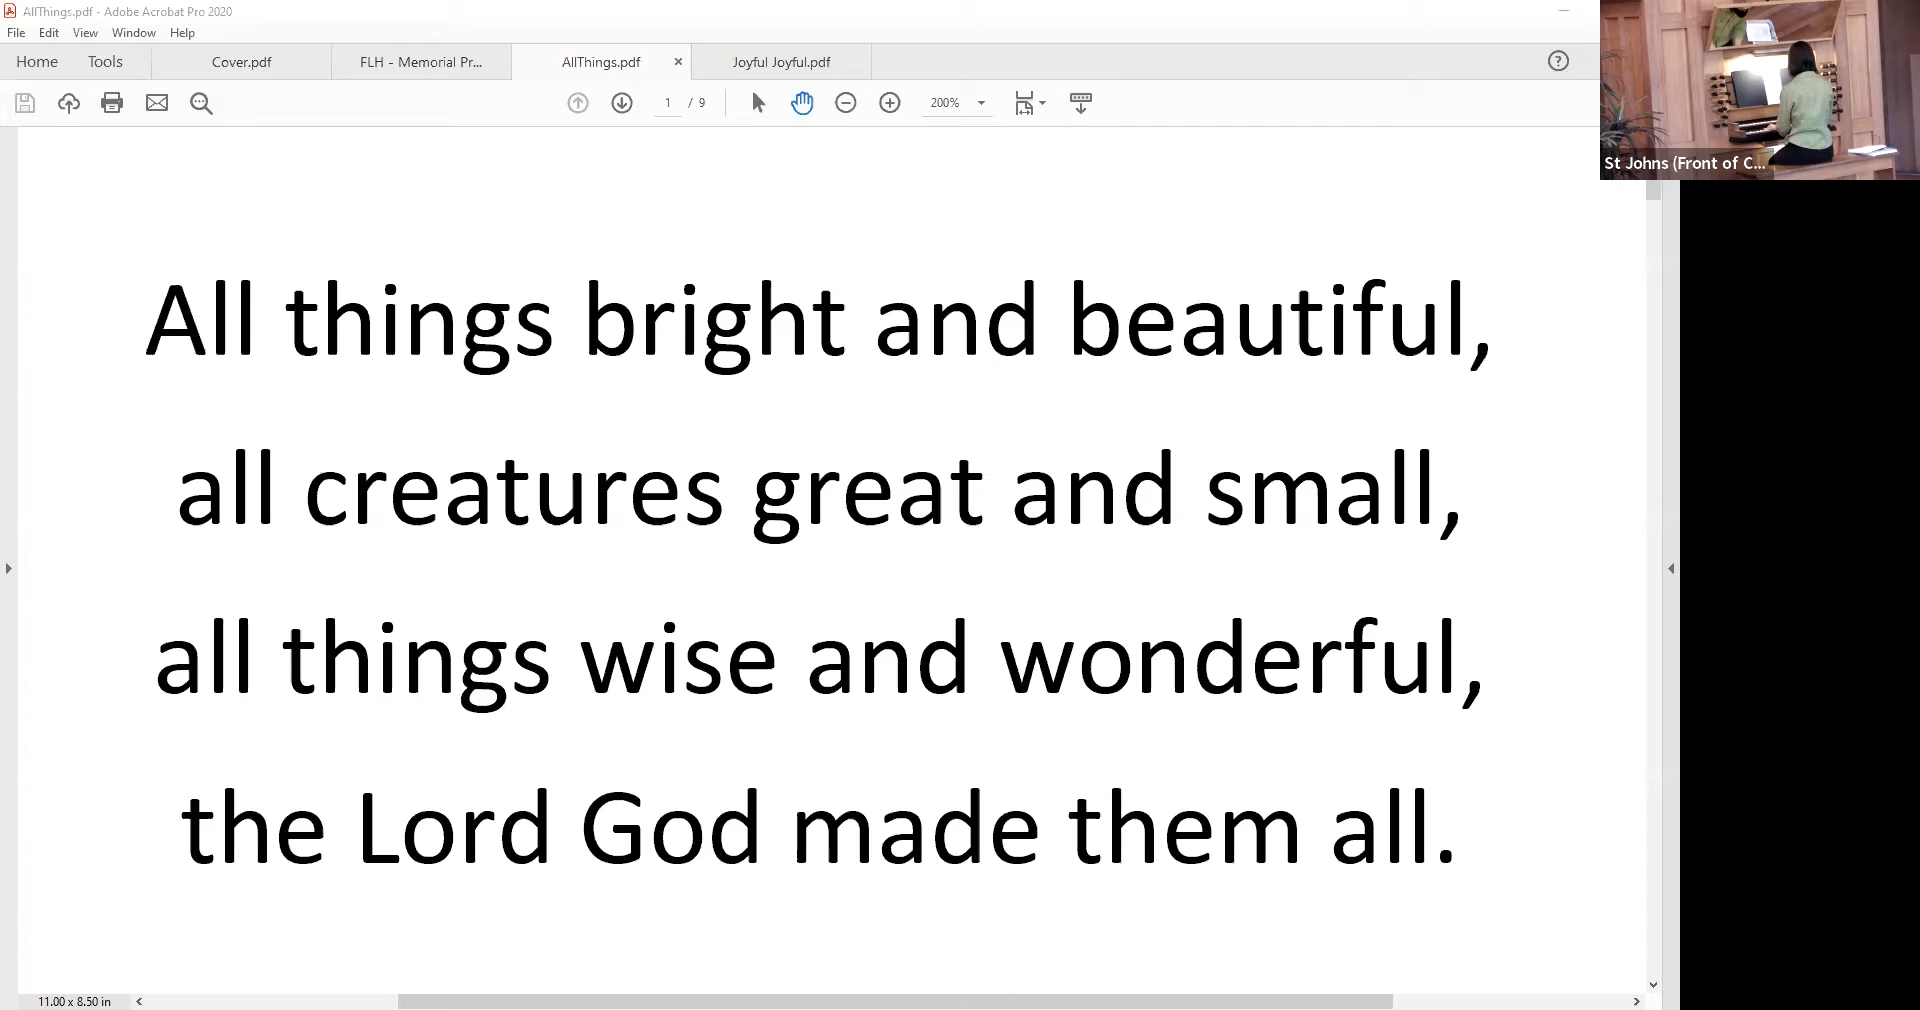 AllThings.pdf - Adobe Acrobat Pro 2020
File Edit View Window Help
Home Tools Cover.pdf FLH - Memorial Pr... AllThings.pdf × Joyful Joyful.pdf
1 / 9 200%
St Johns (Front of C...
All things bright and beautiful,
all creatures great and small,
all things wise and wonderful,
the Lord God made them all.
11.00 x 8.50 in